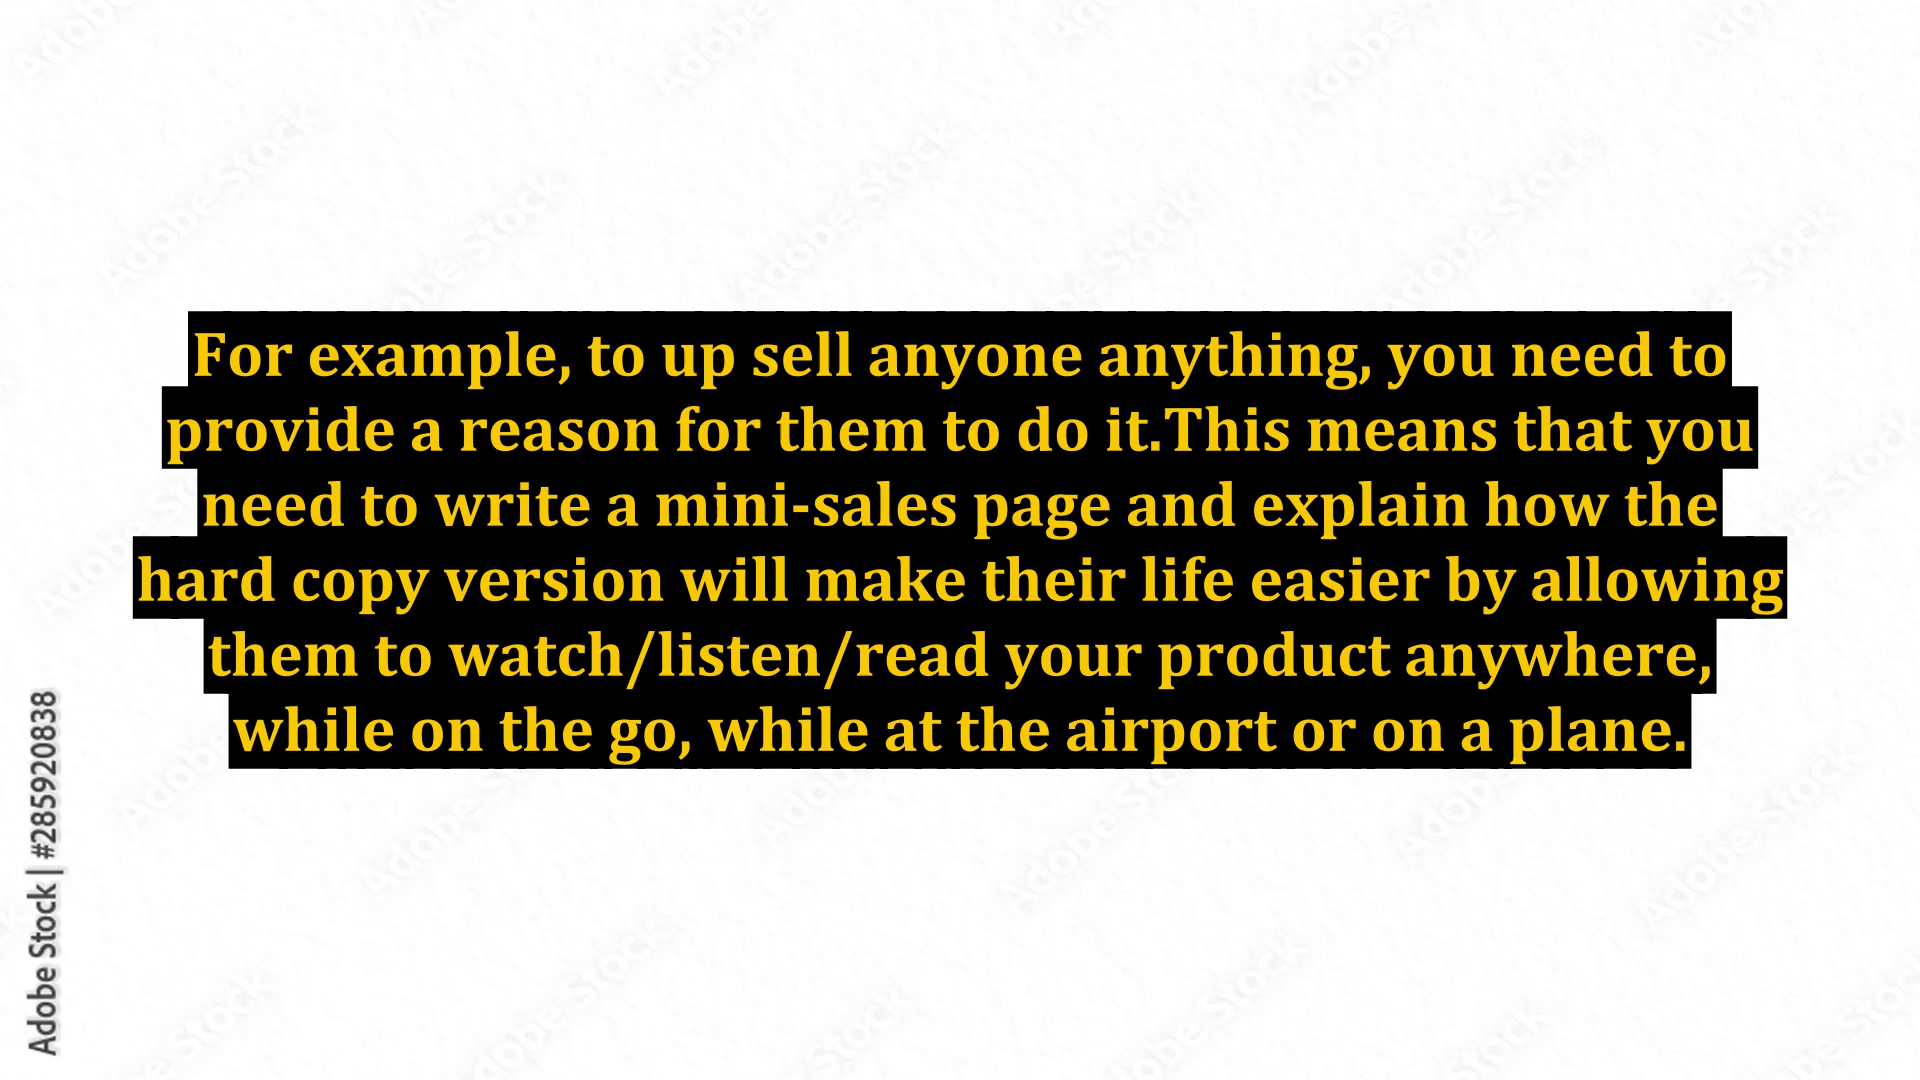 For example, to up sell anyone anything, you need to
provide a reason for them to do it.This means that you
need to write a mini-sales page and explain how the
hard copy version will make their life easier by allowing
them to watch/listen/read your product anywhere,
while on the go, while at the airport or on a plane.
Adobe Stock | #285920838